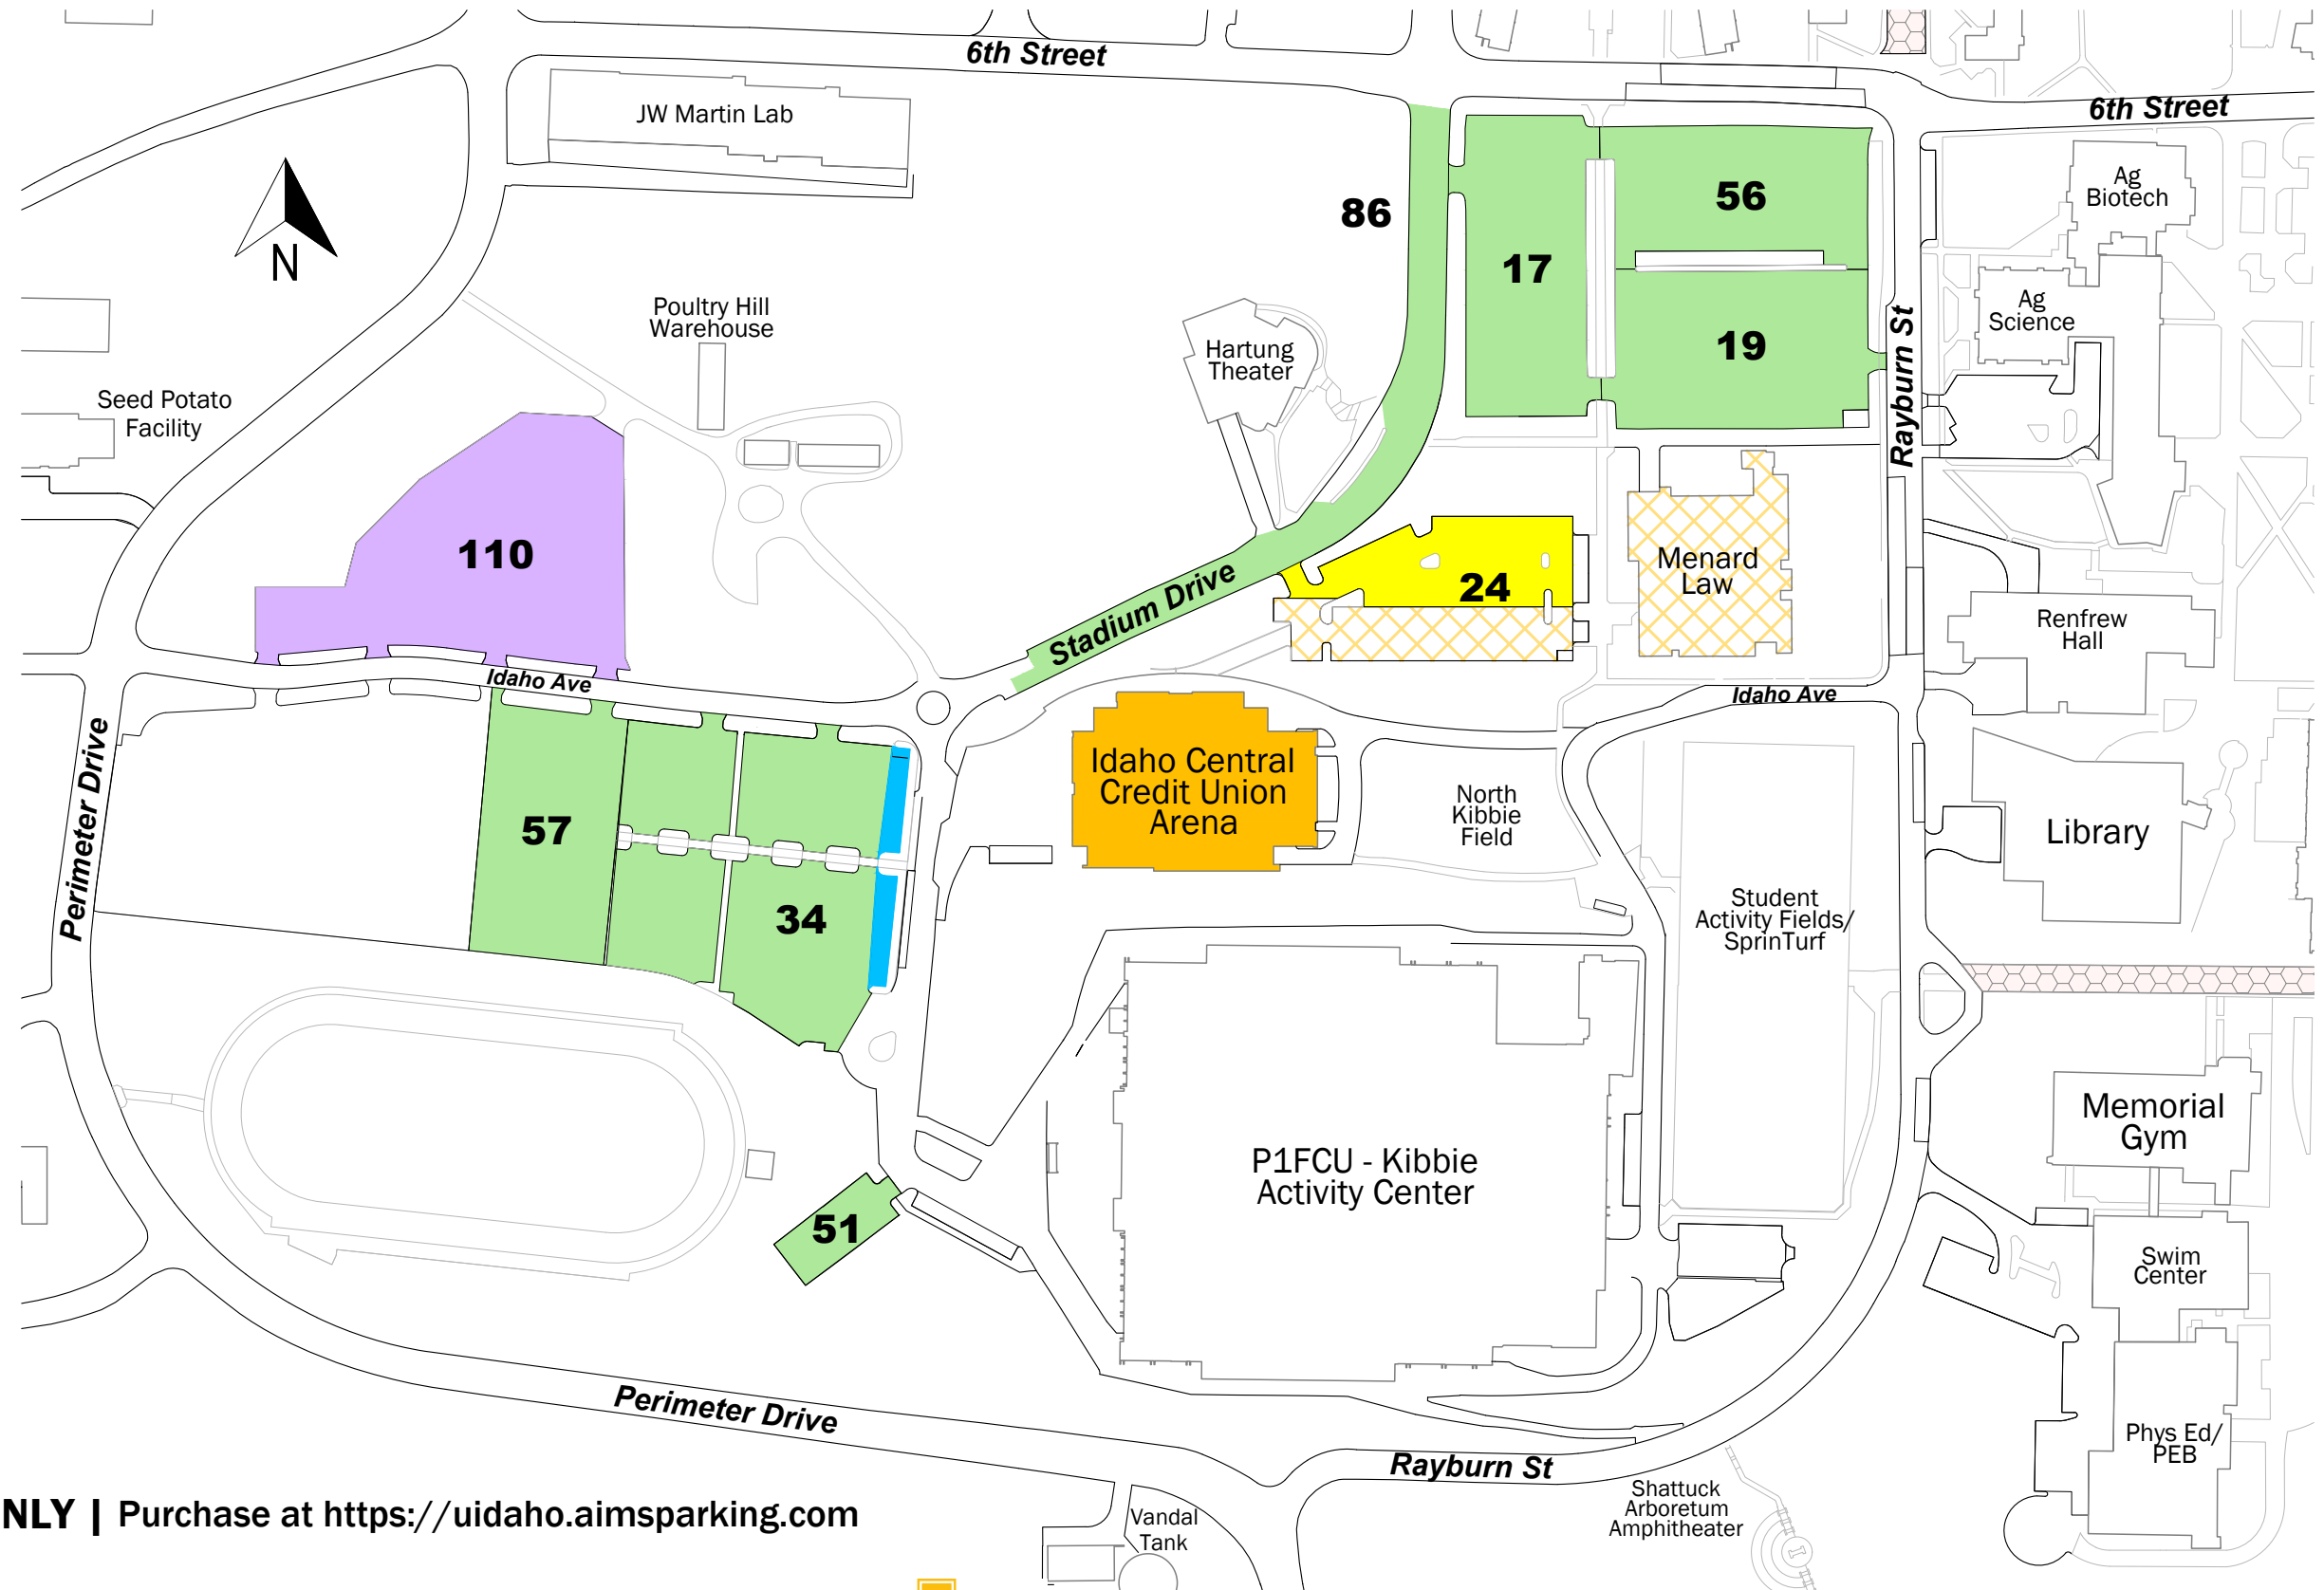 6th Street
6th Street
JW Martin Lab
86
17
56
19
Ag
Biotech
Ag
Science
Rayburn St
N
Poultry Hill
Warehouse
Hartung
Theater
Seed Potato
Facility
110
Stadium Drive
24
Menard
Law
Renfrew
Hall
Idaho Ave
Idaho Ave
Perimeter Drive
57
34
Idaho Central
Credit Union
Arena
North
Kibbie
Field
Library
Student
Activity Fields/
SprinTurf
Memorial
Gym
P1FCU - Kibbie
Activity Center
51
Swim
Center
Perimeter Drive
Rayburn St
Phys Ed/
PEB
Shattuck
Arboretum
Amphitheater
Vandal
Tank
NLY | Purchase at https://uidaho.aimsparking.com